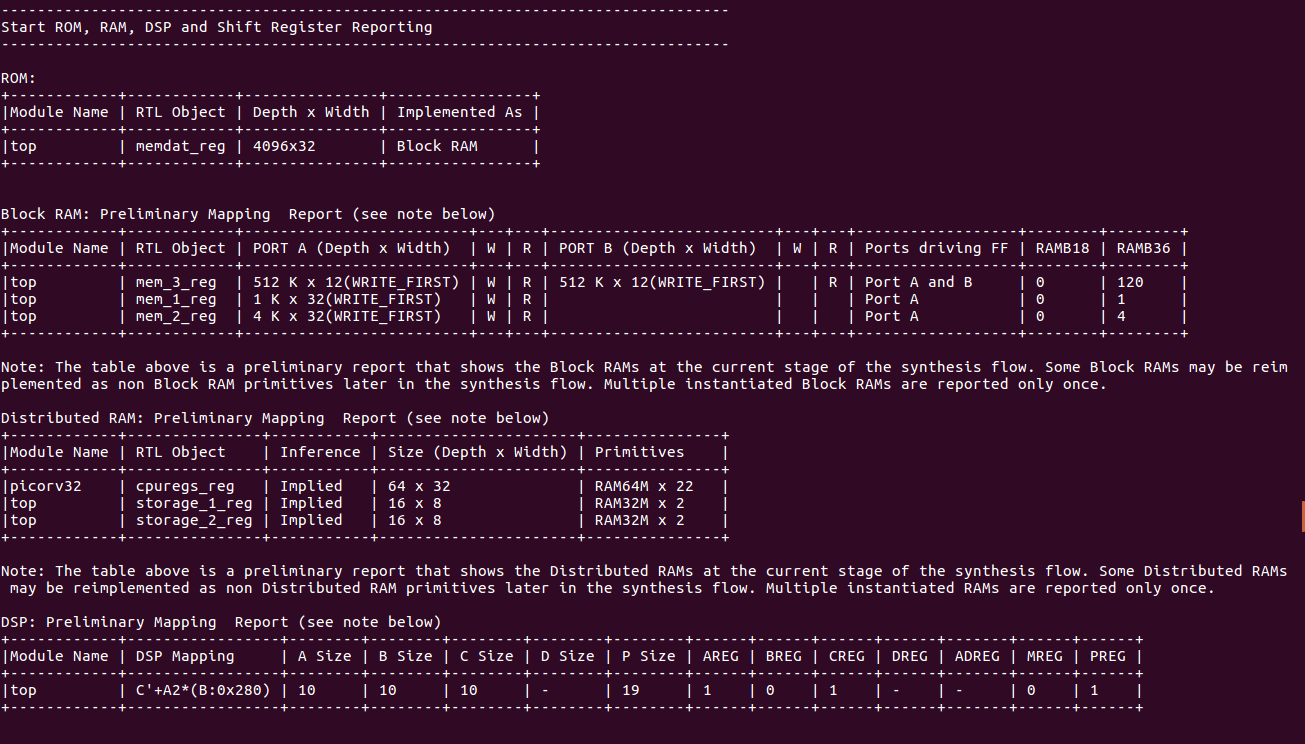 ---------------------------------------------------------------------------------
Start ROM, RAM, DSP and Shift Register Reporting
---------------------------------------------------------------------------------

ROM:
+------------+------------+---------------+----------------+
|Module Name | RTL Object | Depth x Width | Implemented As |
+------------+------------+---------------+----------------+
|top         | memdat_reg | 4096x32       | Block RAM      |
+------------+------------+---------------+----------------+


Block RAM: Preliminary Mapping  Report (see note below)
+------------+------------+-------------------------+---+---+-------------------------+---+---+------------------+--------+--------+
|Module Name | RTL Object | PORT A (Depth x Width)  | W | R | PORT B (Depth x Width)  | W | R | Ports driving FF | RAMB18 | RAMB36 |
+------------+------------+-------------------------+---+---+-------------------------+---+---+------------------+--------+--------+
|top         | mem_3_reg  | 512 K x 12(WRITE_FIRST) | W | R | 512 K x 12(WRITE_FIRST) |   | R | Port A and B     | 0      | 120    |
|top         | mem_1_reg  | 1 K x 32(WRITE_FIRST)   | W | R |                         |   |   | Port A           | 0      | 1      |
|top         | mem_2_reg  | 4 K x 32(WRITE_FIRST)   | W | R |                         |   |   | Port A           | 0      | 4      |
+------------+------------+-------------------------+---+---+-------------------------+---+---+------------------+--------+--------+

Note: The table above is a preliminary report that shows the Block RAMs at the current stage of the synthesis flow. Some Block RAMs may be reim
plemented as non Block RAM primitives later in the synthesis flow. Multiple instantiated Block RAMs are reported only once.

Distributed RAM: Preliminary Mapping  Report (see note below)
+------------+---------------+-----------+----------------------+---------------+
|Module Name | RTL Object    | Inference | Size (Depth x Width) | Primitives    |
+------------+---------------+-----------+----------------------+---------------+
|picorv32    | cpuregs_reg   | Implied   | 64 x 32              | RAM64M x 22   |
|top         | storage_1_reg | Implied   | 16 x 8               | RAM32M x 2    |
|top         | storage_2_reg | Implied   | 16 x 8               | RAM32M x 2    |
+------------+---------------+-----------+----------------------+---------------+

Note: The table above is a preliminary report that shows the Distributed RAMs at the current stage of the synthesis flow. Some Distributed RAMs
 may be reimplemented as non Distributed RAM primitives later in the synthesis flow. Multiple instantiated RAMs are reported only once.

DSP: Preliminary Mapping  Report (see note below)
+------------+-----------------+--------+--------+--------+--------+--------+------+------+------+------+-------+------+------+
|Module Name | DSP Mapping     | A Size | B Size | C Size | D Size | P Size | AREG | BREG | CREG | DREG | ADREG | MREG | PREG |
+------------+-----------------+--------+--------+--------+--------+--------+------+------+------+------+-------+------+------+
|top         | C'+A2*(B:0x280) | 10     | 10     | 10     | -      | 19     | 1    | 0    | 1    | -    | -     | 0    | 1    |
+------------+-----------------+--------+--------+--------+--------+--------+------+------+------+------+-------+------+------+